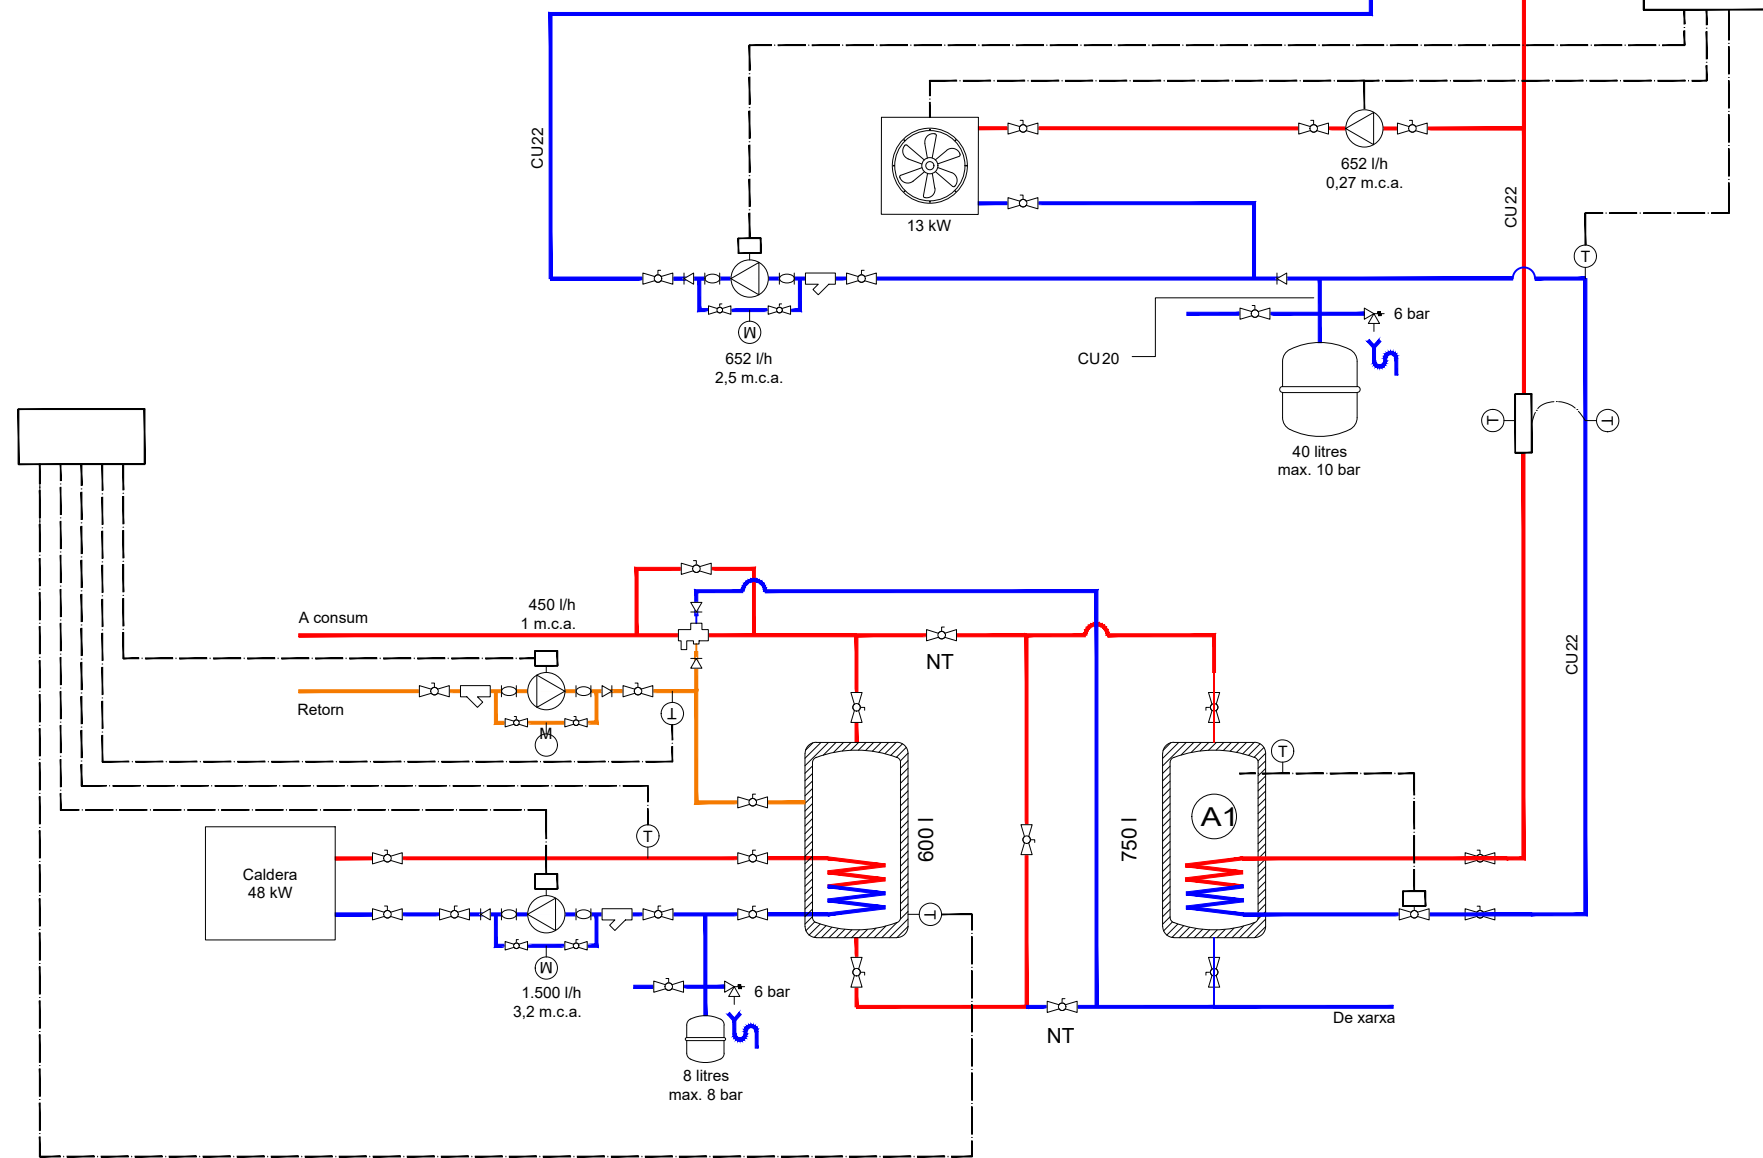 CU22
652 l/h
0,27 m.c.a.
CU22
13 kW
T
6 bar
M
CU20
652 l/h
2,5 m.c.a.
T
T
40 litres
max. 10 bar
450 l/h
A consum
1 m.c.a.
NT
CU22
Retorn
T
M
T
A1
600 l
750 l
T
Caldera
48 kW
T
M
1.500 l/h
3,2 m.c.a.
6 bar
De xarxa
NT
8 litres
max. 8 bar